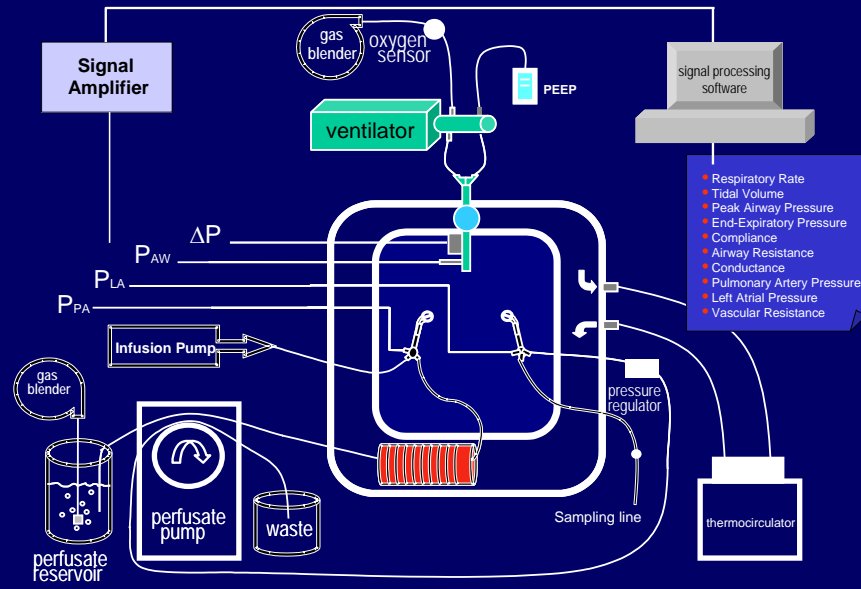 gas
blender
oxygen
sensor
Signal
Amplifier
signal processing
software
PEEP
ventilator
• Respiratory Rate
• Tidal Volume
• Peak Airway Pressure
• End-Expiratory Pressure
• Compliance
• Airway Resistance
• Conductance
• Pulmonary Artery Pressure
• Left Atrial Pressure
• Vascular Resistance
ΔP
PAW
PLA
PPA
Infusion Pump
gas
blender
pressure
regulator
perfusate
pump
waste
Sampling line
thermocirculator
perfusate
reservoir